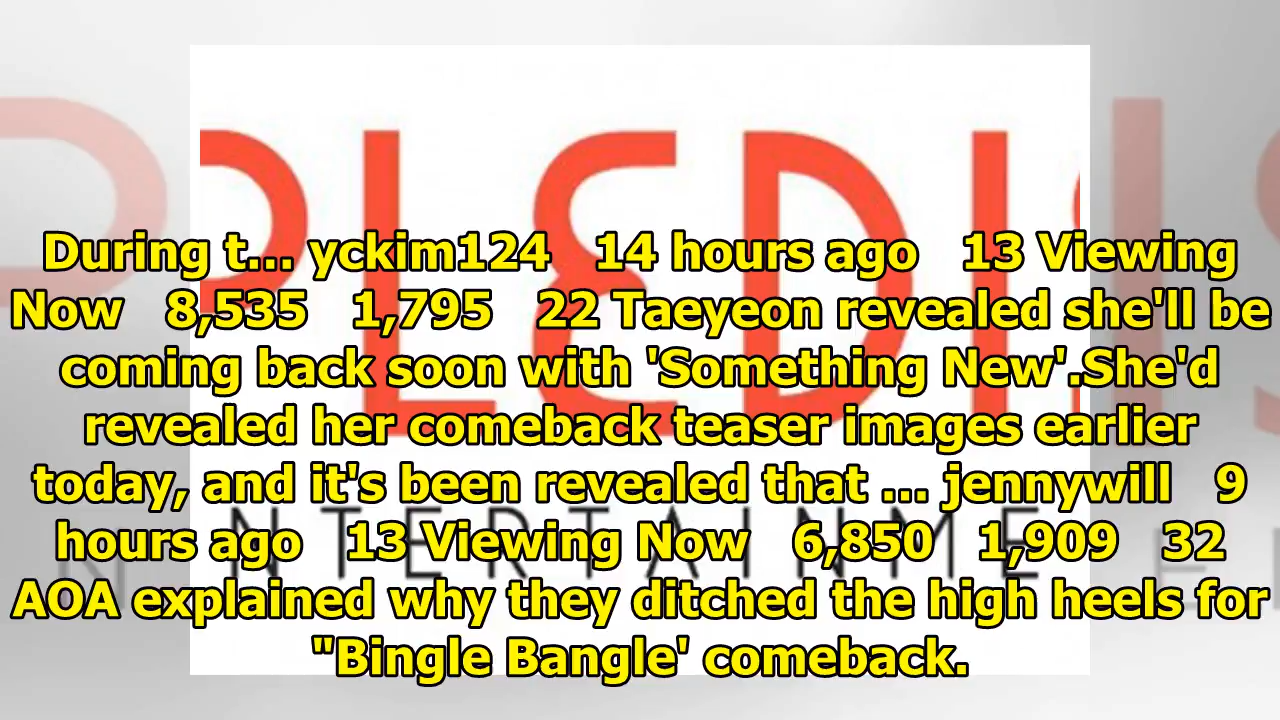 PLEDI
During t... yckim124 14 hours ago 13 Viewing
Now 8,535 1,795 22 Taeyeon revealed she'll be
coming back soon with 'Something New'.She'd
revealed her comeback teaser images earlier
today, and it's been revealed that ... jennywill 9
hours ago 13 Viewing Now 6,850 1,909 32
NTERTAINME
AOA explained why they ditched the high heels for
"Bingle Bangle' comeback.